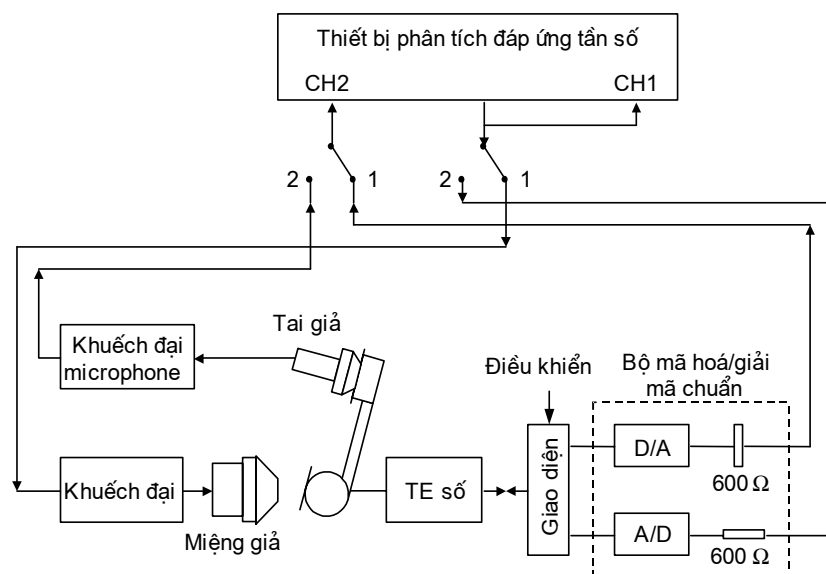 Thiết bị phân tích đáp ứng tần số
CH2
CH1
2
1
2
1
Tai giả
Khuếch đại
microphone
Điều khiển
Bộ mã hoá/giải
mã chuẩn
Khuếch đại
Miệng giả
TE số
Giao diện
D/A
600 Ω
A/D
600 Ω